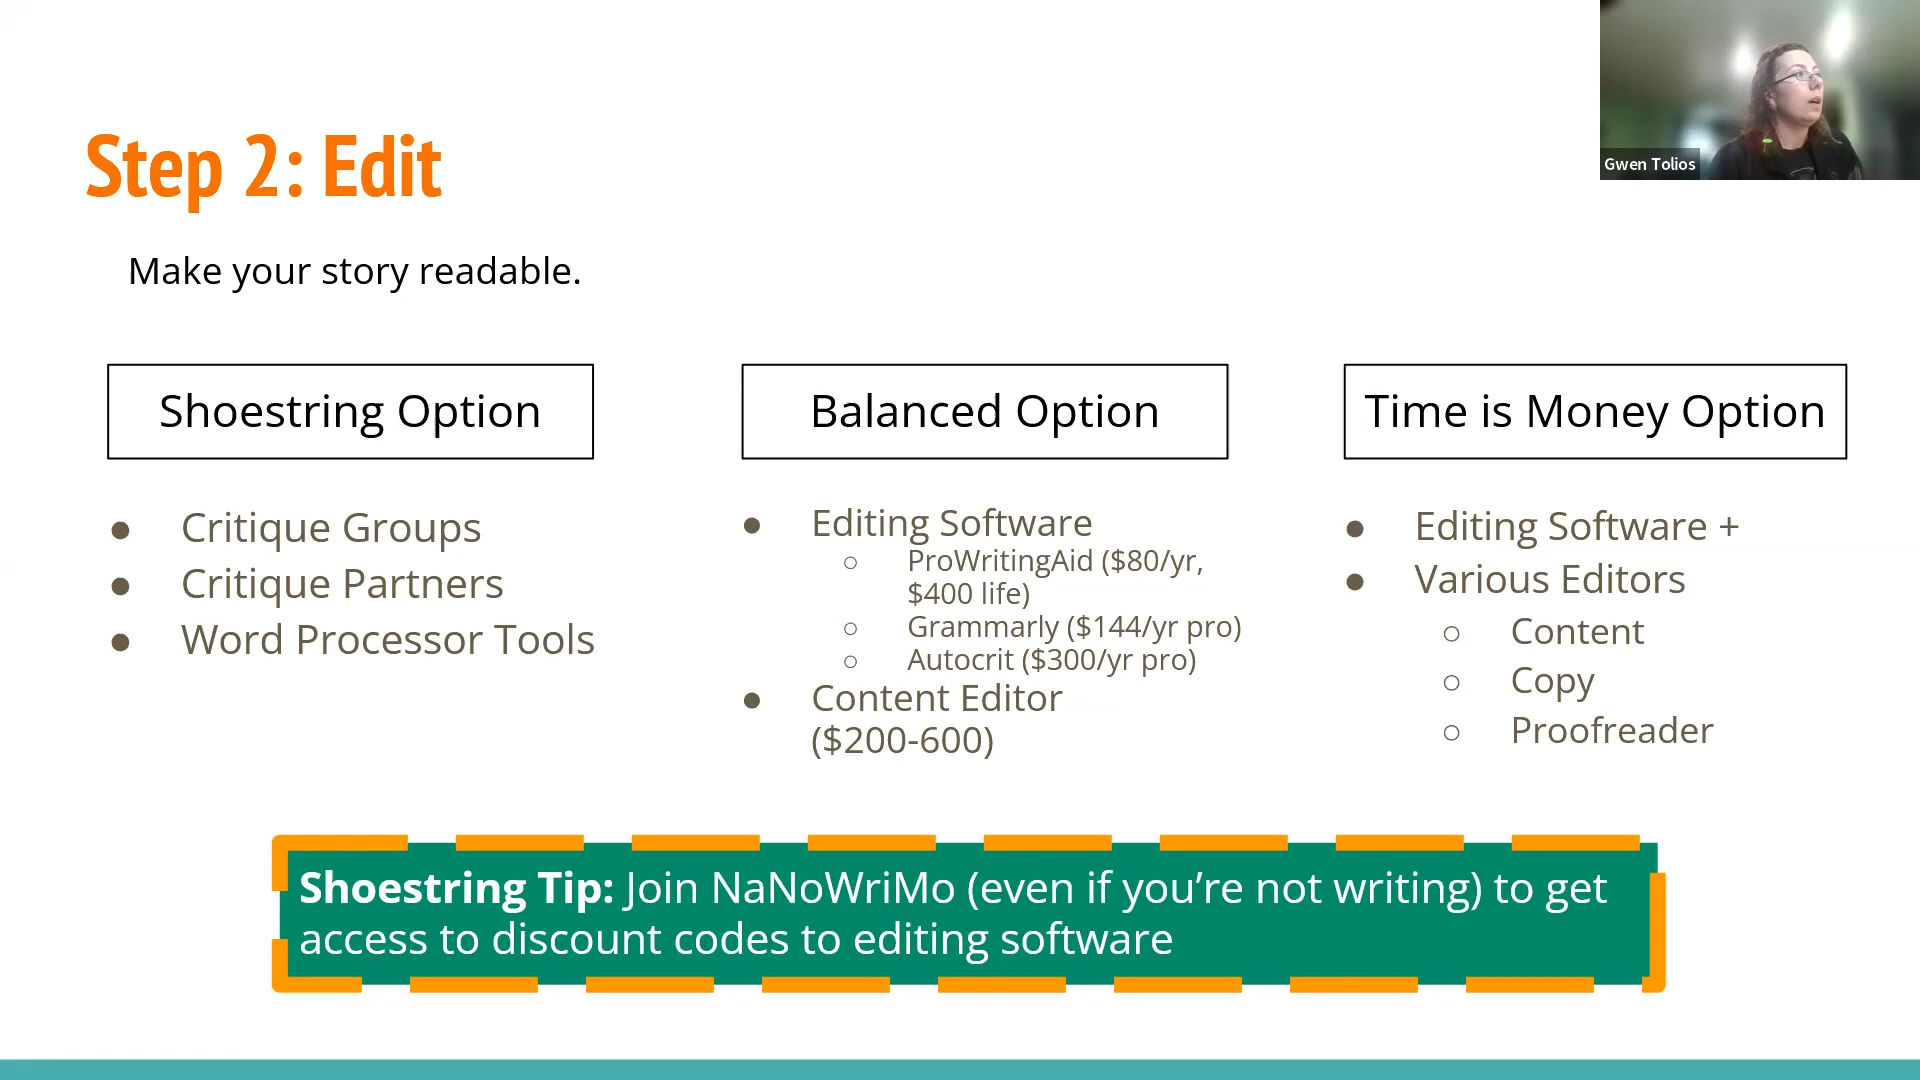 Gwen Tolios
Step 2: Edit
Make your story readable.
Shoestring Option
● Critique Groups
● Critique Partners
● Word Processor Tools
Balanced Option
● Editing Software
○ ProWritingAid ($80/yr,
$400 life)
○ Grammarly ($144/yr pro)
○ Autocrit ($300/yr pro)
● Content Editor
($200-600)
Time is Money Option
● Editing Software +
● Various Editors
○ Content
○ Copy
○ Proofreader
Shoestring Tip: Join NaNoWriMo (even if you’re not writing) to get
access to discount codes to editing software